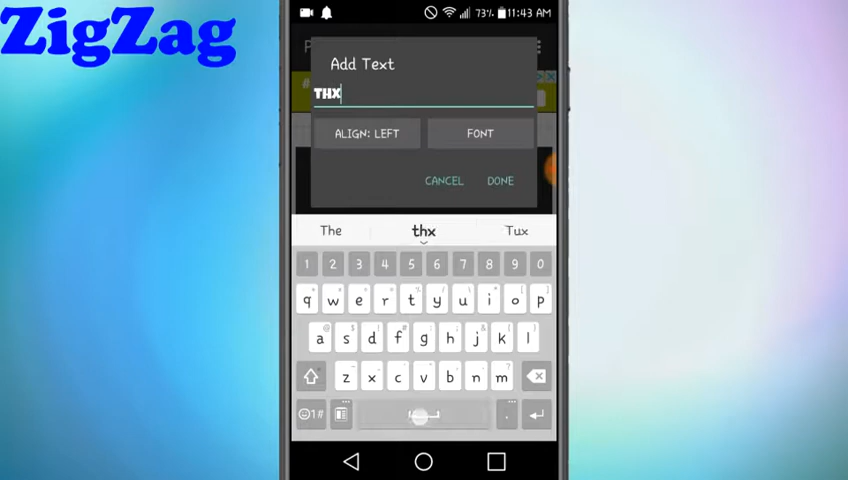 ZigZag
73% 11:43 AM
Add Text
THX
ALIGN: LEFT FONT
CANCEL DONE
The thx Tux
1 2 3 4 5 6 7 8 9 0
q w e r t y u i o p
a s d f g h j k l
z x c v b n m
☺1# .